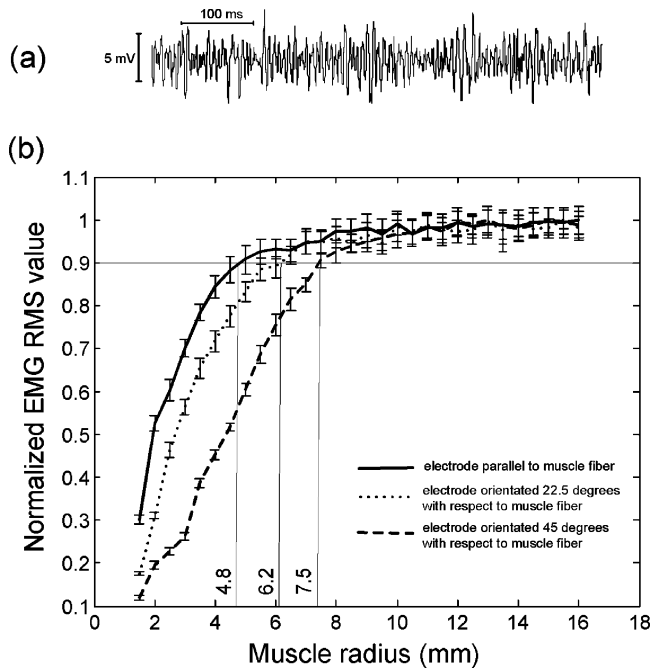 100 ms
(a)
5 mV
(b)
Normalized EMG RMS value
1.1
1
0.9
0.8
0.7
0.6
0.5
0.4
0.3
0.2
0.1
electrode parallel to muscle fiber
electrode orientated 22.5 degrees
with respect to muscle fiber
electrode orientated 45 degrees
with respect to muscle fiber
4.8
6.2
7.5
0
2
4
6
8
10
12
14
16
18
Muscle radius (mm)